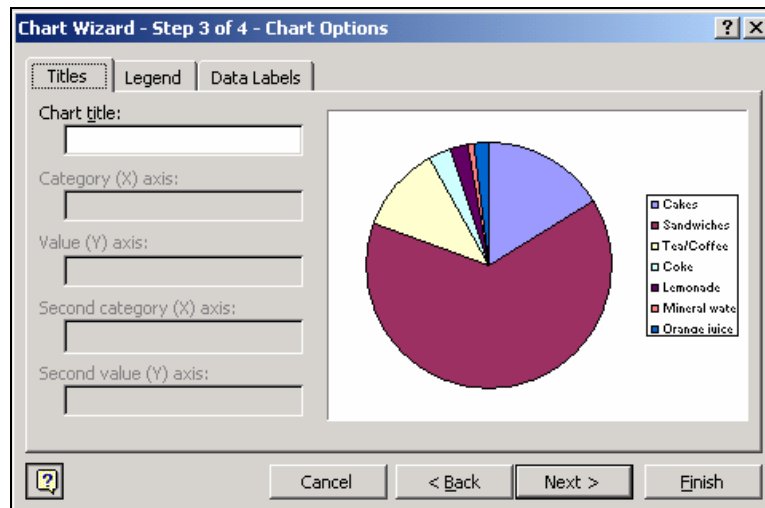 Chart Wizard - Step 3 of 4 - Chart Options
Titles
Legend
Data Labels
Chart title:
Category (X) axis:
Value (Y) axis:
Second category (X) axis:
Second value (Y) axis:
Cakes
Sandwiches
Tea/Coffee
Coke
Lemonade
Mineral wate
Orange juice
Cancel
< Back
Next >
Finish